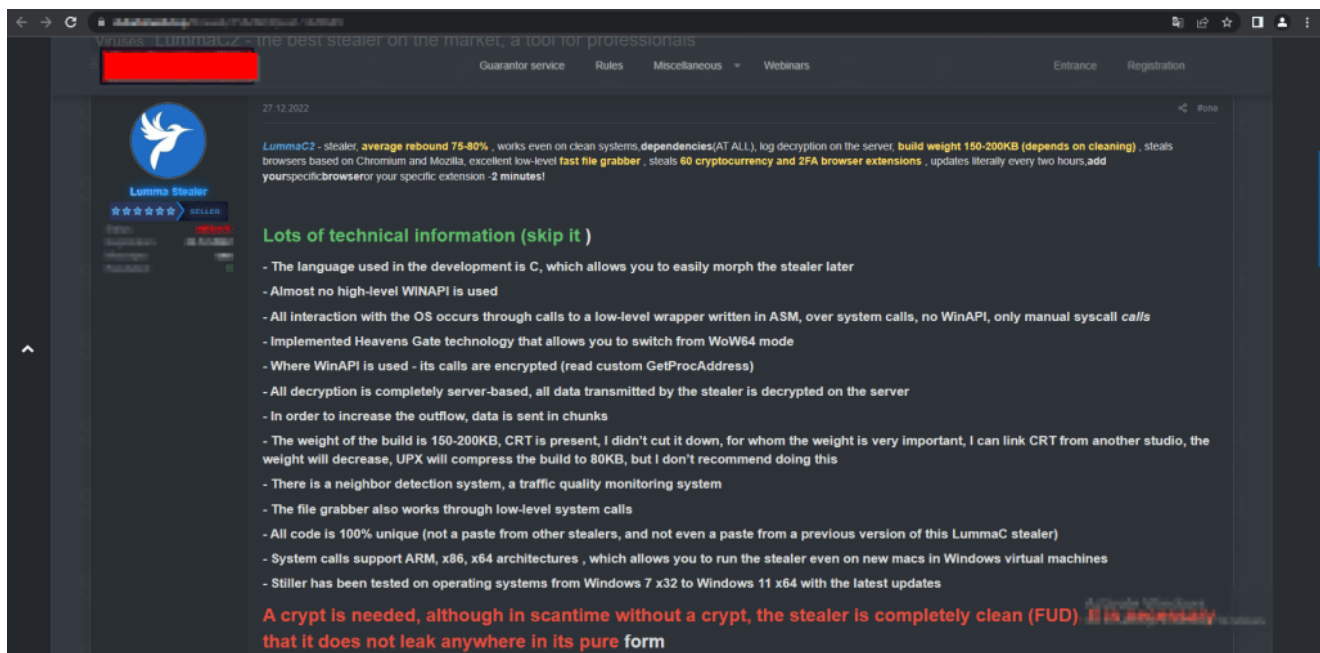 Viruses LummaC2 - the best stealer on the market, a tool for professionals
Guarantor service Rules Miscellaneous Webinars Entrance Registration
27.12.2022 #one
Lumma Stealer
SELLER
LummaC2 - stealer, average rebound 75-80% , works even on clean systems,dependencies(AT ALL), log decryption on the server, build weight 150-200KB (depends on cleaning) , steals
browsers based on Chromium and Mozilla, excellent low-level fast file grabber , steals 60 cryptocurrency and 2FA browser extensions , updates literally every two hours,add
yourspecificbrowseror your specific extension -2 minutes!
Lots of technical information (skip it )
- The language used in the development is C, which allows you to easily morph the stealer later
- Almost no high-level WINAPI is used
- All interaction with the OS occurs through calls to a low-level wrapper written in ASM, over system calls, no WinAPI, only manual syscall calls
- Implemented Heavens Gate technology that allows you to switch from WoW64 mode
- Where WinAPI is used - its calls are encrypted (read custom GetProcAddress)
- All decryption is completely server-based, all data transmitted by the stealer is decrypted on the server
- In order to increase the outflow, data is sent in chunks
- The weight of the build is 150-200KB, CRT is present, I didn't cut it down, for whom the weight is very important, I can link CRT from another studio, the
weight will decrease, UPX will compress the build to 80KB, but I don't recommend doing this
- There is a neighbor detection system, a traffic quality monitoring system
- The file grabber also works through low-level system calls
- All code is 100% unique (not a paste from other stealers, and not even a paste from a previous version of this LummaC stealer)
- System calls support ARM, x86, x64 architectures , which allows you to run the stealer even on new macs in Windows virtual machines
- Stiller has been tested on operating systems from Windows 7 x32 to Windows 11 x64 with the latest updates
A crypt is needed, although in scantime without a crypt, the stealer is completely clean (FUD)
that it does not leak anywhere in its pure form